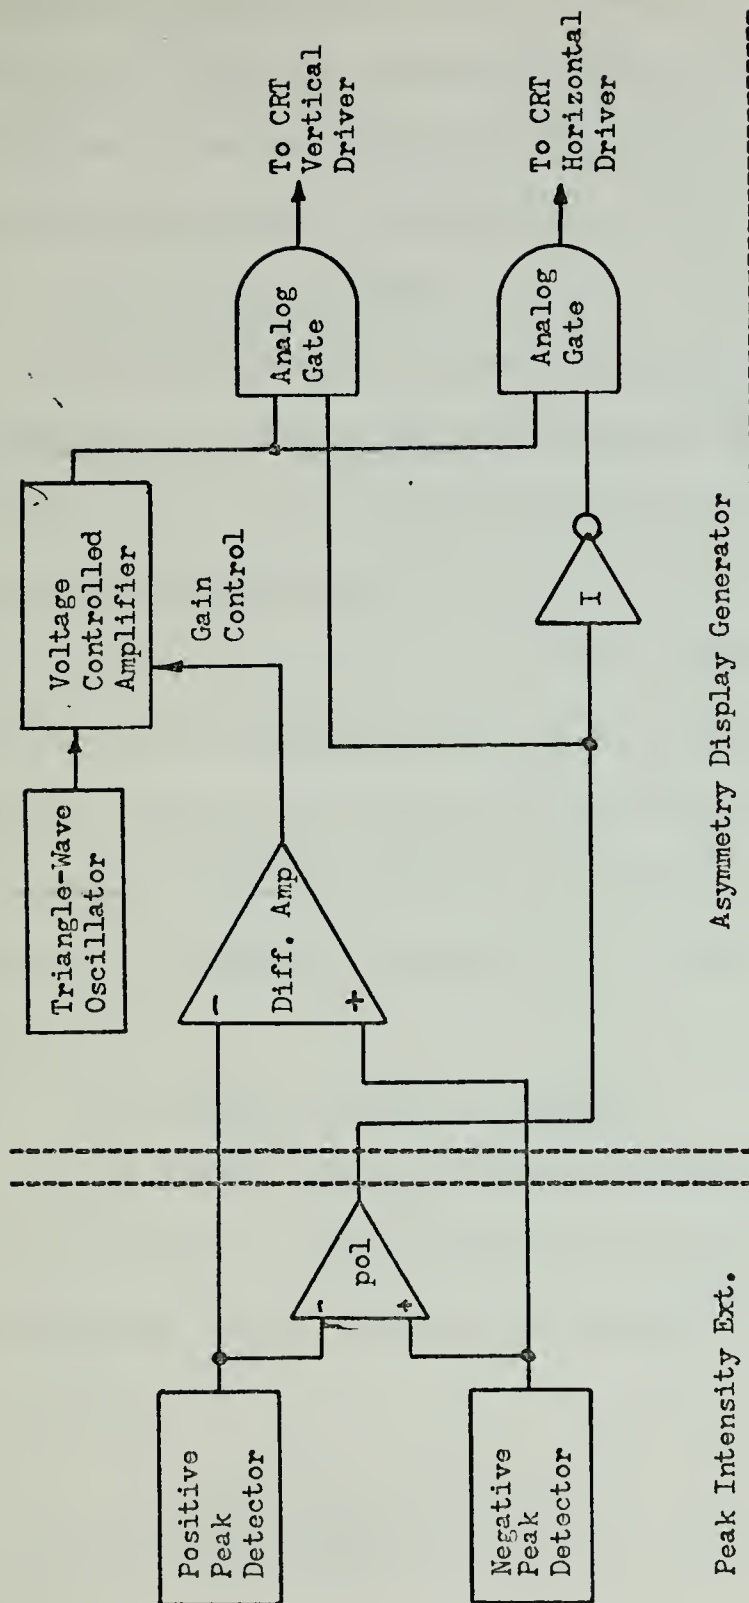 Positive
Peak
Detector
Negative
Peak
Detector
Peak Intensity Ext.
-
pol
+
-
Diff. Amp
+
Triangle-Wave
Oscillator
Voltage
Controlled
Amplifier
Gain
Control
I
Analog
Gate
Analog
Gate
To CRT
Vertical
Driver
To CRT
Horizontal
Driver
Asymmetry Display Generator